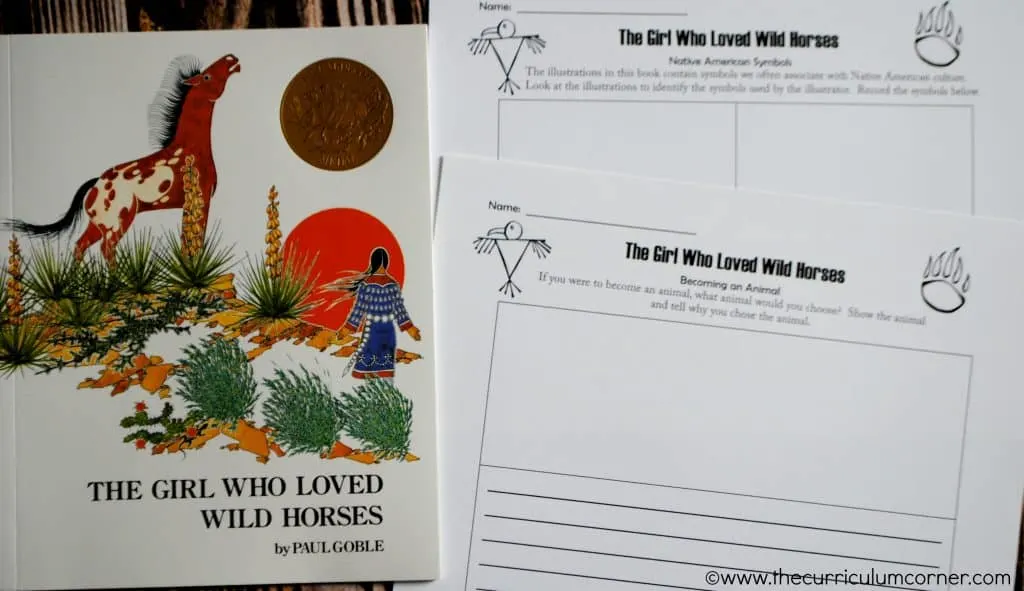 MEDAL
THE GIRL WHO LOVED
WILD HORSES
by PAUL GOBLE
Name:
The Girl Who Loved Wild Horses
Native American Symbols
The illustrations in this book contain symbols we often associate with Native American culture.
Look at the illustrations to identify the symbols used by the illustrator. Record the symbols below.
Name:
The Girl Who Loved Wild Horses
Becoming an Animal
If you were to become an animal, what animal would you choose? Show the animal
and tell why you chose the animal.
©www.thecurriculumcorner.com